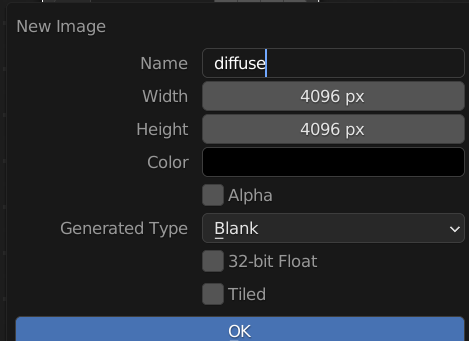 New Image
Name diffuse
Width 4096 px
Height 4096 px
Color
Alpha
Generated Type Blank
32-bit Float
Tiled
OK